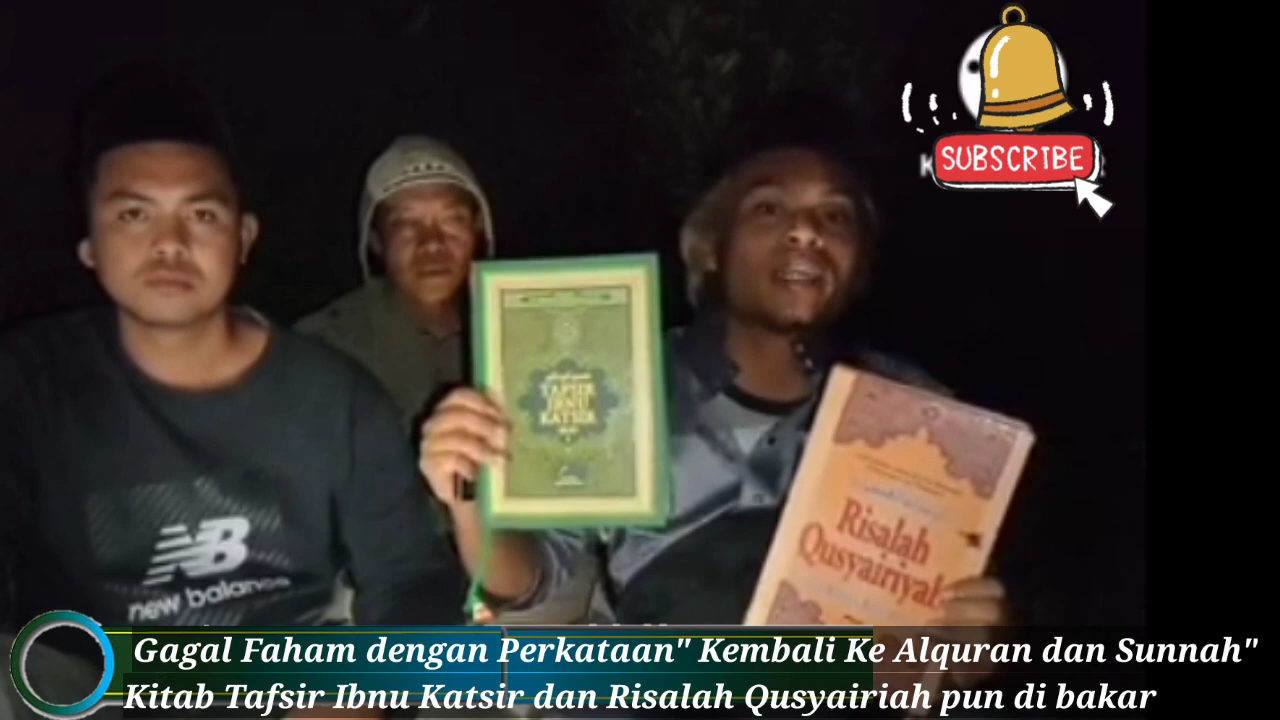 SUBSCRIBE
TAFSIR
IBNU
KATSIR
Risalah
Qusyairiyah
NB
new balance
Gagal Faham dengan Perkataan" Kembali Ke Alquran dan Sunnah"
Kitab Tafsir Ibnu Katsir dan Risalah Qusyairiah pun di bakar